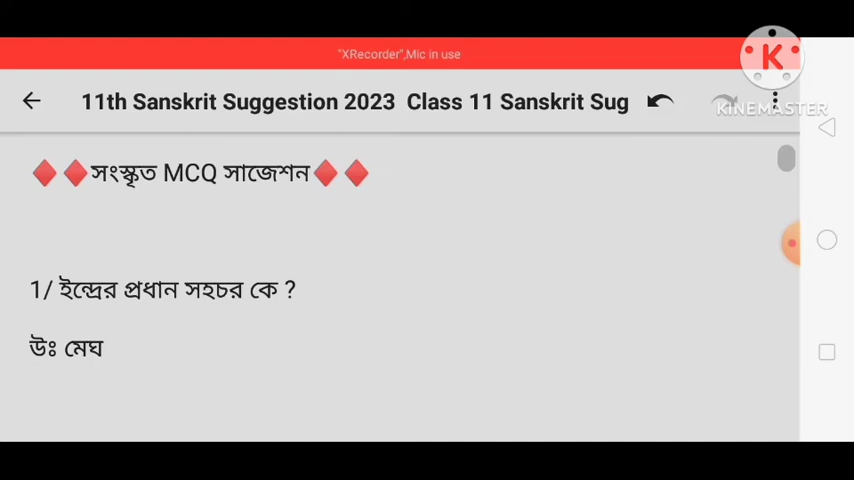 "XRecorder",Mic in use
KINEMASTER
11th Sanskrit Suggestion 2023 Class 11 Sanskrit Sug
সংস্কৃত MCQ সাজেশন
1/ ইন্দ্রের প্রধান সহচর কে ?
উঃ মেঘ